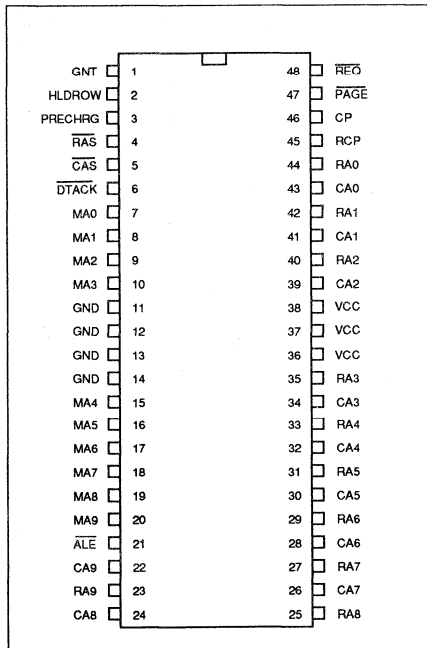 GNT 1 48 REQ
HLDROW 2 47 PAGE
PRECHRG 3 46 CP
RAS 4 45 RCP
CAS 5 44 RA0
DTACK 6 43 CA0
MA0 7 42 RA1
MA1 8 41 CA1
MA2 9 40 RA2
MA3 10 39 CA2
GND 11 38 VCC
GND 12 37 VCC
GND 13 36 VCC
GND 14 35 RA3
MA4 15 34 CA3
MA5 16 33 RA4
MA6 17 32 CA4
MA7 18 31 RA5
MA8 19 30 CA5
MA9 20 29 RA6
ALE 21 28 CA6
CA9 22 27 RA7
RA9 23 26 CA7
CA8 24 25 RA8